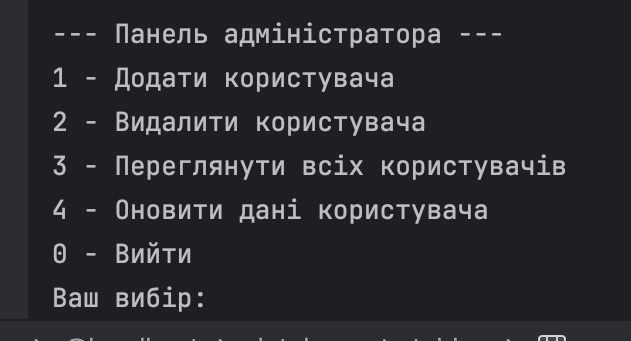 --- Панель адміністратора ---
1 - Додати користувача
2 - Видалити користувача
3 - Переглянути всіх користувачів
4 - Оновити дані користувача
0 - Вийти
Ваш вибір: